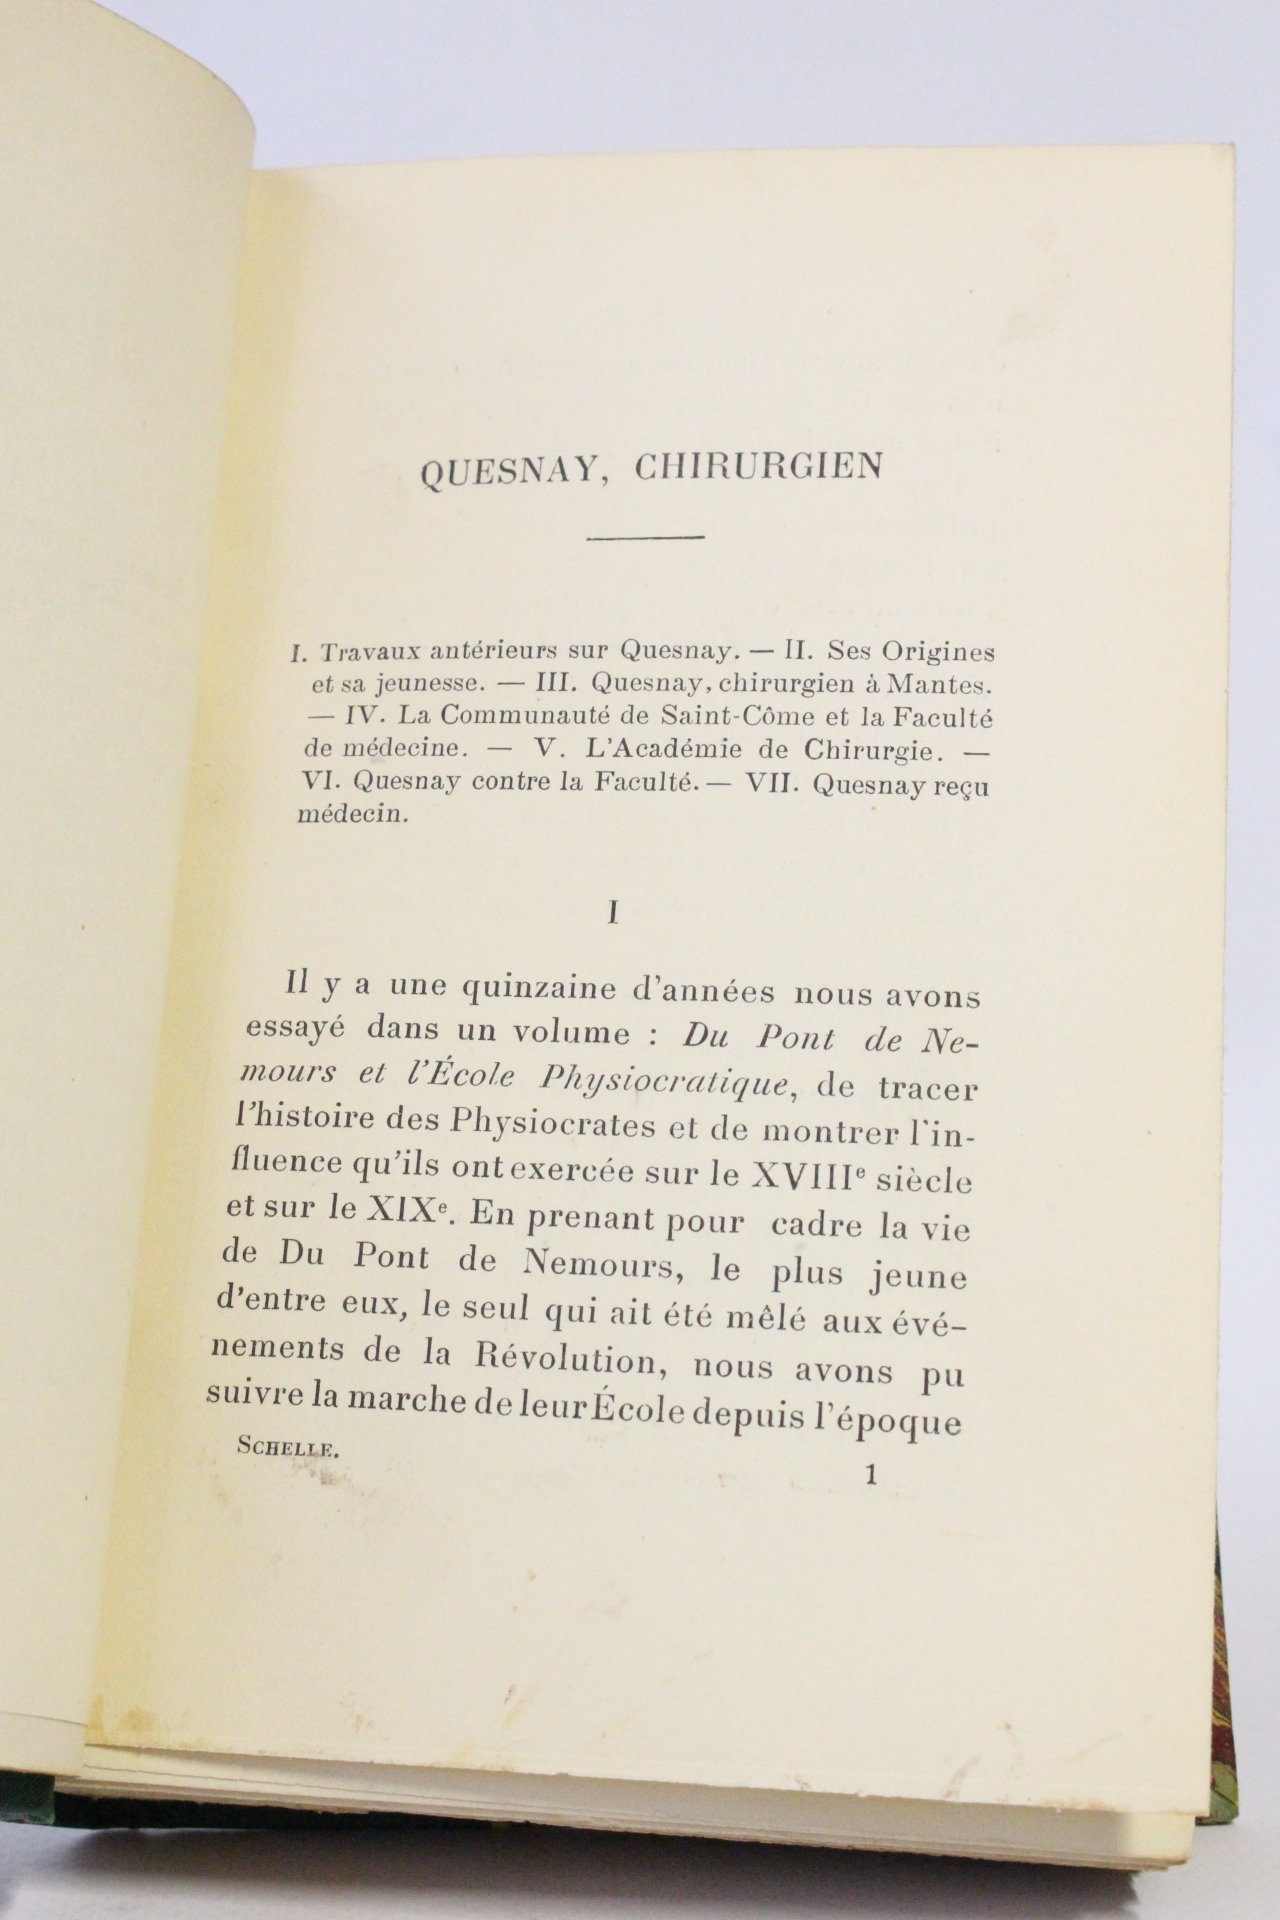 QUESNAY, CHIRURGIEN
I. Travaux antérieurs sur Quesnay. — II. Ses Origines
et sa jeunesse. — III. Quesnay, chirurgien à Mantes.
— IV. La Communauté de Saint-Côme et la Faculté
de médecine. — V. L'Académie de Chirurgie. —
VI. Quesnay contre la Faculté. — VII. Quesnay reçu
médecin.
I
Il y a une quinzaine d'années nous avons
essayé dans un volume : Du Pont de Ne-
mours et l'École Physiocratique, de tracer
l'histoire des Physiocrates et de montrer l'in-
fluence qu'ils ont exercée sur le XVIIIe siècle
et sur le XIXe. En prenant pour cadre la vie
de Du Pont de Nemours, le plus jeune
d'entre eux, le seul qui ait été mêlé aux évé-
nements de la Révolution, nous avons pu
suivre la marche de leur École depuis l'époque
SCHELLE.
1